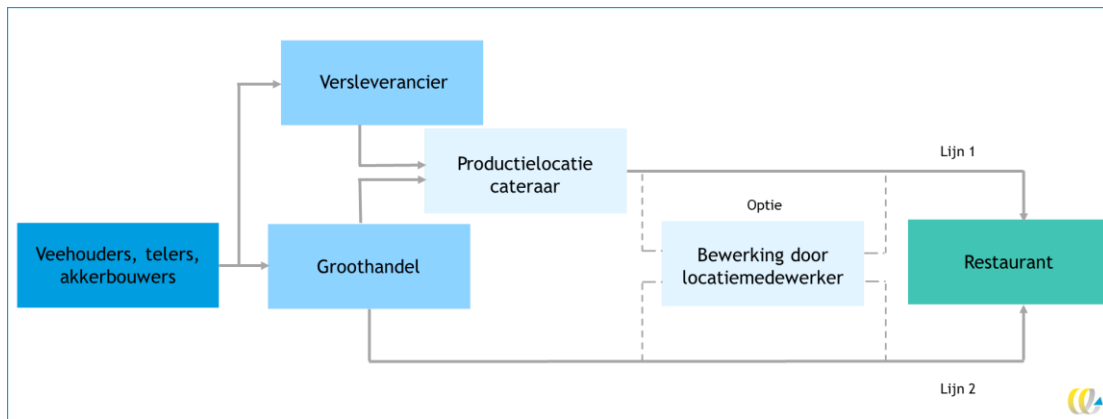 Versleverancier
Productielocatie
cateraar
Lijn 1
Optie
Veehouders, telers,
akkerbouwers
Groothandel
Bewerking door
locatiemedewerker
Restaurant
Lijn 2